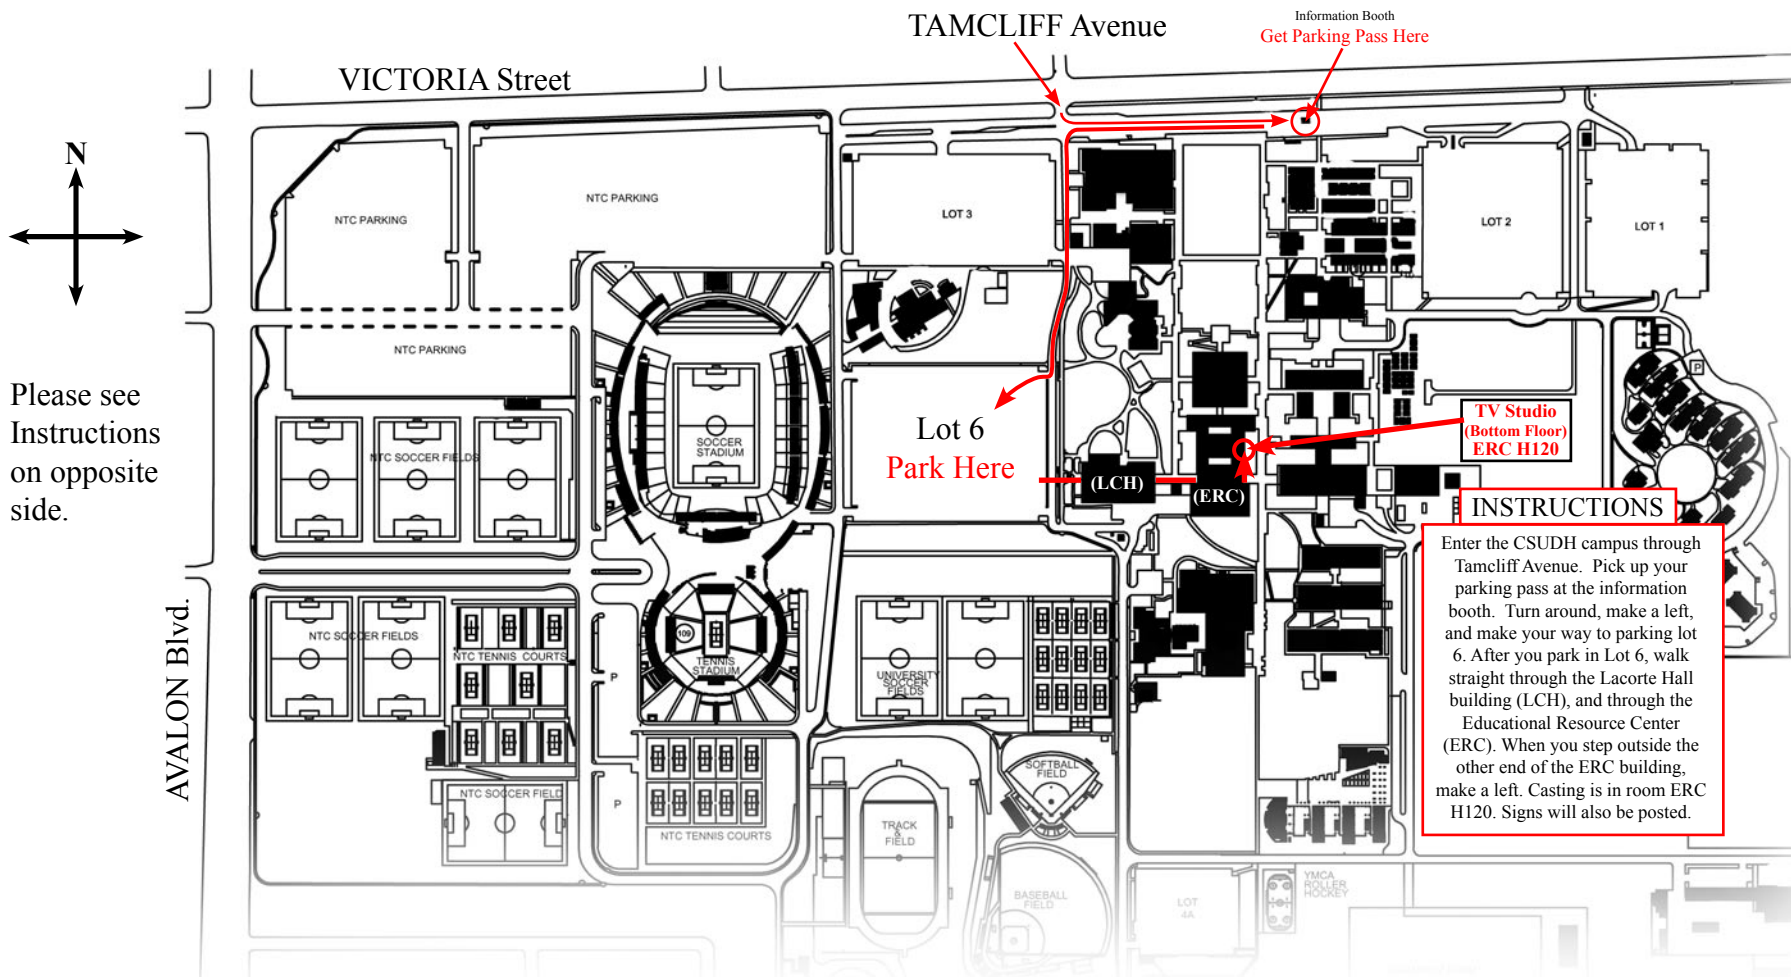 TAMCLIFF Avenue
Information Booth
Get Parking Pass Here
VICTORIA Street
N
NTC PARKING
NTC PARKING
LOT 3
LOT 2
LOT 1
NTC PARKING
P
Please see
Instructions
on opposite
side.
Lot 6
Park Here
TV Studio
(Bottom Floor)
ERC H120
SOCCER
STADIUM
NTC SOCCER FIELDS
(LCH)
(ERC)
INSTRUCTIONS
Enter the CSUDH campus through
Tamcliff Avenue. Pick up your
parking pass at the information
booth. Turn around, make a left,
and make your way to parking lot
6. After you park in Lot 6, walk
straight through the Lacorte Hall
building (LCH), and through the
Educational Resource Center
(ERC). When you step outside the
other end of the ERC building,
make a left. Casting is in room ERC
H120. Signs will also be posted.
AVALON Blvd.
NTC SOCCER FIELDS
NTC TENNIS COURTS
109
TENNIS
STADIUM
P
UNIVERSITY
SOCCER
FIELDS
SOFTBALL
FIELD
NTC SOCCER FIELD
P
NTC TENNIS COURTS
TRACK
&
FIELD
BASEBALL
FIELD
LOT
4A
YMCA
ROLLER
HOCKEY